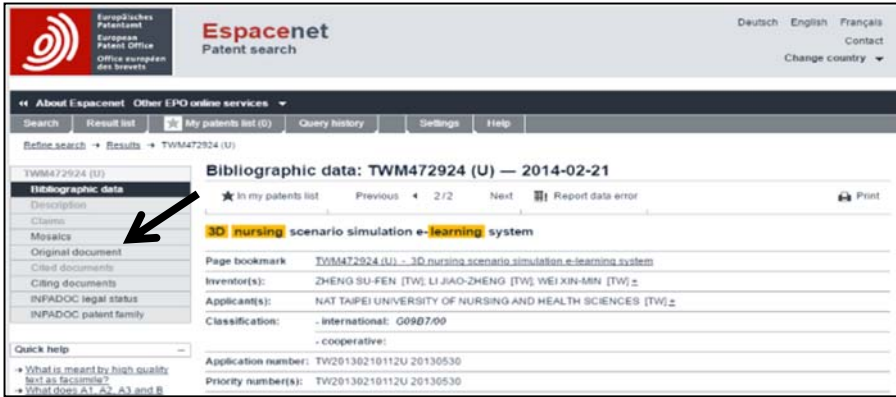 Europäisches
Patentamt
European
Patent Office
Office européen
des brevets
Espacenet
Patent search
Deutsch English Français
Contact
Change country
About Espacenet Other EPO online services
Search Result list My patents list (0) Query history Settings Help
Refine search → Results → TWM472924 (U)
TWM472924 (U)
Bibliographic data
Description
Claims
Mosaics
Original document
Cited documents
Citing documents
INPADOC legal status
INPADOC patent family
Quick help
→ What is meant by high quality
text as facsimile?
→ What does A1, A2, A3 and B
Bibliographic data: TWM472924 (U) — 2014-02-21
In my patents list Previous 2/2 Next Report data error Print
3D nursing scenario simulation e-learning system
Page bookmark TWM472924 (U) - 3D nursing scenario simulation e-learning system
Inventor(s): ZHENG SU-FEN [TW]; LI JIAO-ZHENG [TW]; WEI XIN-MIN [TW] ±
Applicant(s): NAT TAIPEI UNIVERSITY OF NURSING AND HEALTH SCIENCES [TW] ±
Classification: - international: G09B7/00
- cooperative:
Application number: TW20130210112U 20130530
Priority number(s): TW20130210112U 20130530